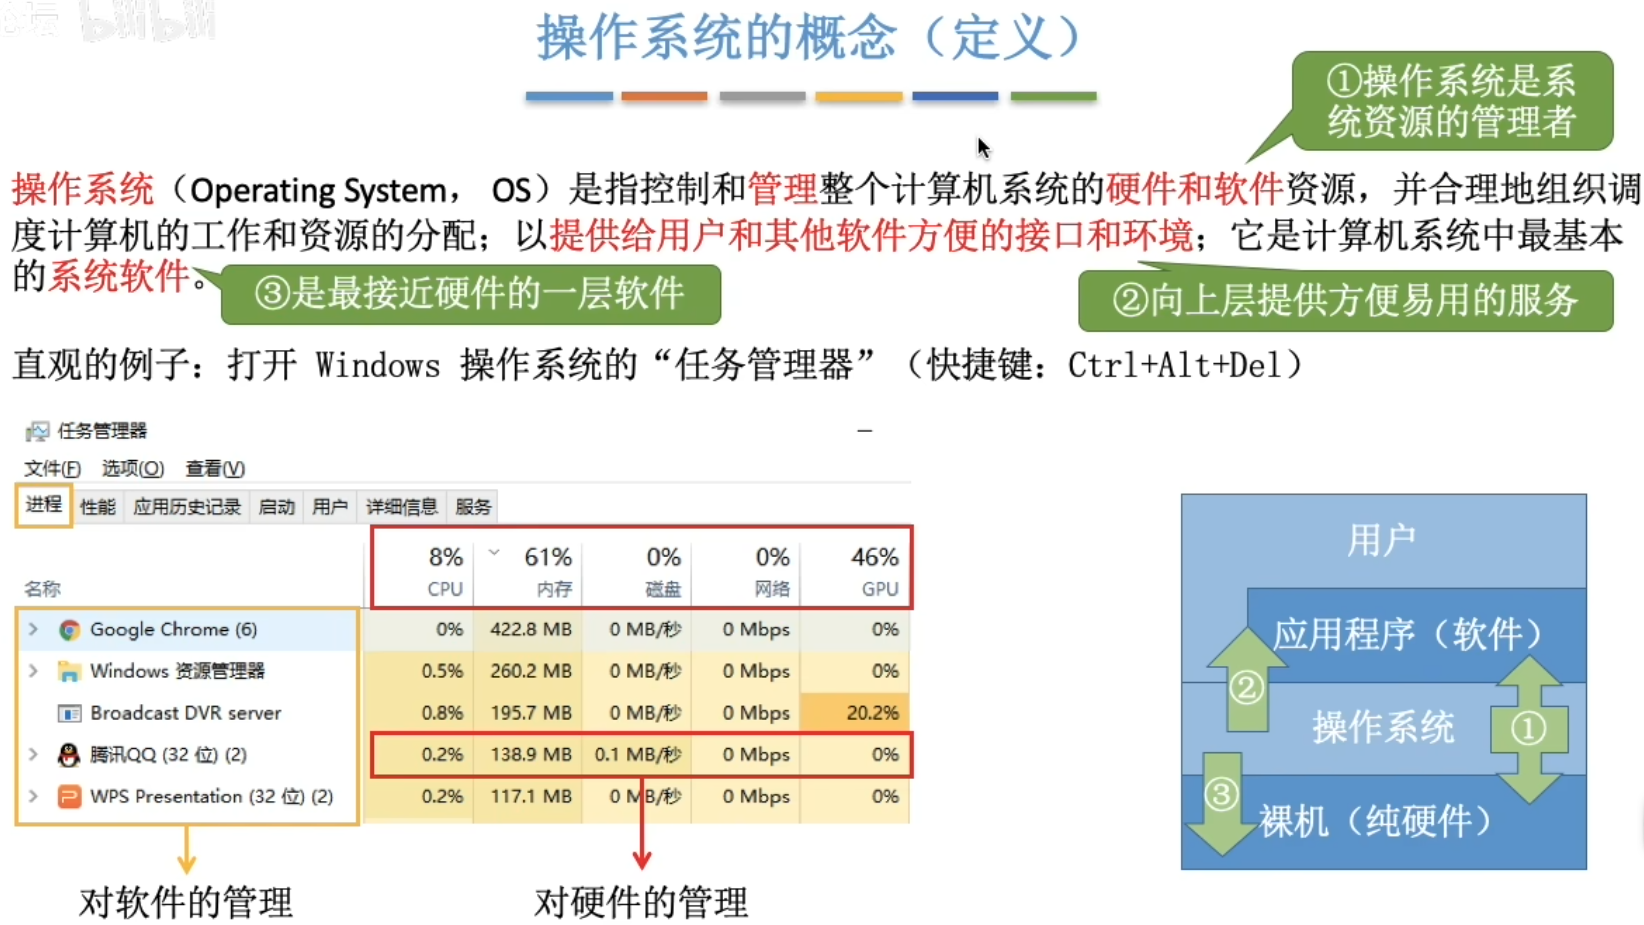 操作系统的概念（定义）
①操作系统是系
统资源的管理者
操作系统（Operating System， OS）是指控制和管理整个计算机系统的硬件和软件资源，并合理地组织调
度计算机的工作和资源的分配；以提供给用户和其他软件方便的接口和环境；它是计算机系统中最基本
的系统软件。
③是最接近硬件的一层软件
②向上层提供方便易用的服务
直观的例子：打开 Windows 操作系统的“任务管理器”（快捷键：Ctrl+Alt+Del）
任务管理器
文件(F) 选项(O) 查看(V)
进程 性能 应用历史记录 启动 用户 详细信息 服务
8% 61% 0% 0% 46%
名称 CPU 内存 磁盘 网络 GPU
Google Chrome (6) 0% 422.8 MB 0 MB/秒 0 Mbps 0%
Windows 资源管理器 0.5% 260.2 MB 0 MB/秒 0 Mbps 0%
Broadcast DVR server 0.8% 195.7 MB 0 MB/秒 0 Mbps 20.2%
腾讯QQ (32 位) (2) 0.2% 138.9 MB 0.1 MB/秒 0 Mbps 0%
WPS Presentation (32 位) (2) 0.2% 117.1 MB 0 MB/秒 0 Mbps 0%
对软件的管理
对硬件的管理
用户
应用程序（软件）
②
操作系统
①
③
裸机（纯硬件）